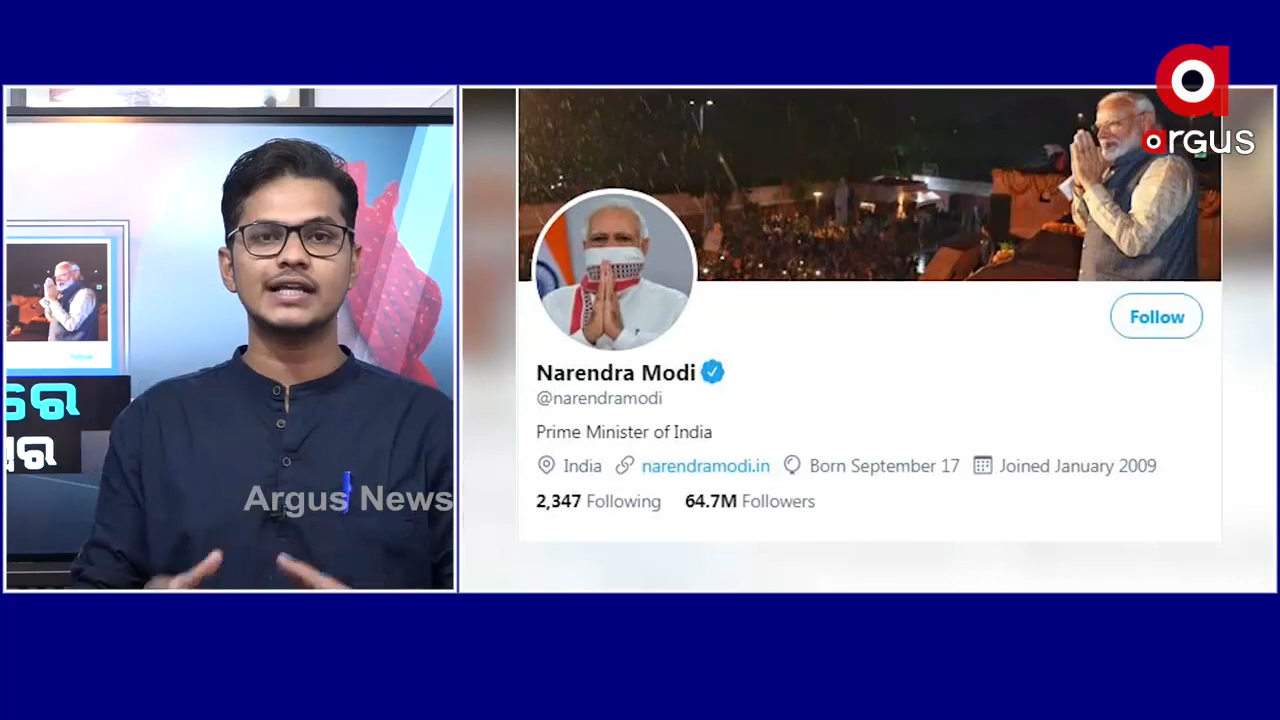 argus
ରେ
ର
Argus News
Follow
Narendra Modi
@narendramodi
Prime Minister of India
India narendramodi.in Born September 17 Joined January 2009
2,347 Following 64.7M Followers